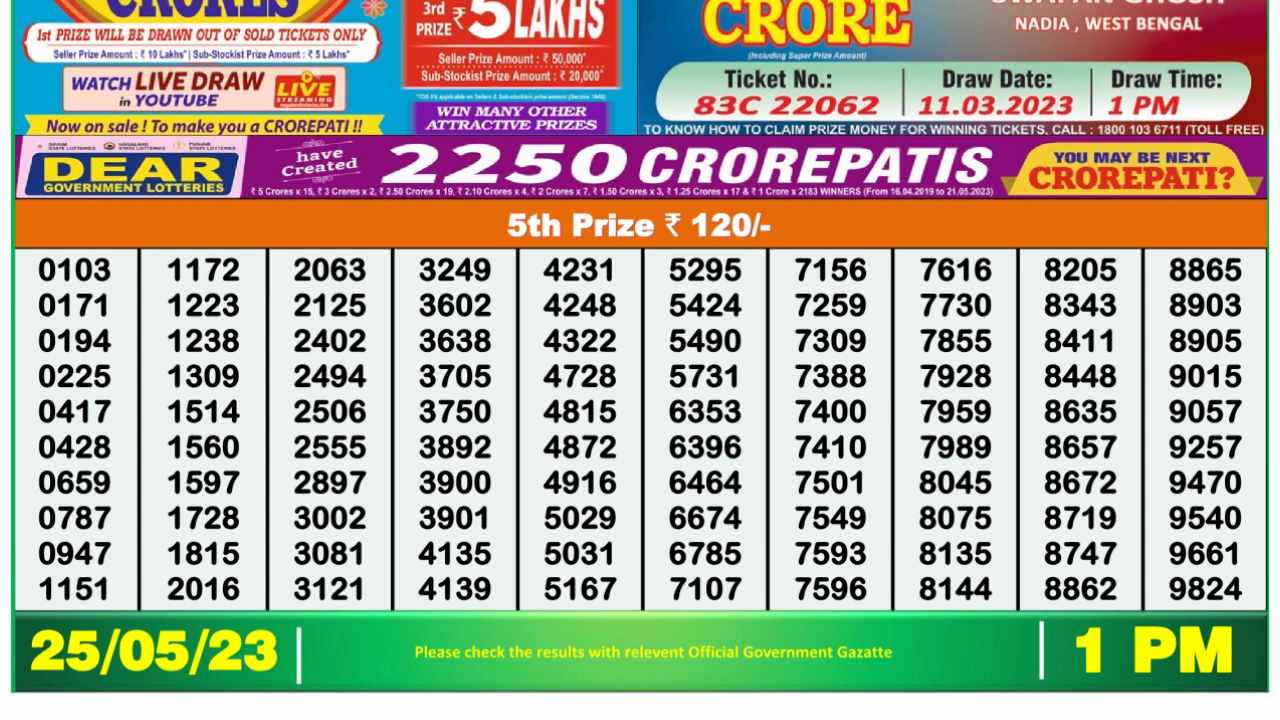 CRORES
1st PRIZE WILL BE DRAWN OUT OF SOLD TICKETS ONLY
Seller Prize Amount : ₹ 10 Lakhs* | Sub-Stockist Prize Amount : ₹ 5 Lakhs*
WATCH LIVE DRAW
in YOUTUBE
LIVE
STREAMING
Now on sale ! To make you a CROREPATI !!
3rd
PRIZE ₹ 5 LAKHS
Seller Prize Amount : ₹ 50,000*
Sub-Stockist Prize Amount : ₹ 20,000*
WIN MANY OTHER
ATTRACTIVE PRIZES
CRORE
(Including Super Prize Amount)
SWAPAN GHOSH
NADIA , WEST BENGAL
Ticket No.: Draw Date: Draw Time:
83C 22062 11.03.2023 1 PM
TO KNOW HOW TO CLAIM PRIZE MONEY FOR WINNING TICKETS, CALL : 1800 103 6711 (TOLL FREE)
SIKKIM STATE LOTTERIES NAGALAND STATE LOTTERIES PUNJAB STATE LOTTERIES
DEAR
GOVERNMENT LOTTERIES
have
Created
2250 CROREPATIS
₹ 5 Crores x 15, ₹ 3 Crores x 2, ₹ 2.50 Crores x 19, ₹ 2.10 Crores x 4, ₹ 2 Crores x 7, ₹ 1.50 Crores x 3, ₹ 1.25 Crores x 17 & ₹ 1 Crore x 2183 WINNERS (From 16.04.2019 to 21.05.2023)
YOU MAY BE NEXT
CROREPATI?
5th Prize ₹ 120/-
0103 1172 2063 3249 4231 5295 7156 7616 8205 8865
0171 1223 2125 3602 4248 5424 7259 7730 8343 8903
0194 1238 2402 3638 4322 5490 7309 7855 8411 8905
0225 1309 2494 3705 4728 5731 7388 7928 8448 9015
0417 1514 2506 3750 4815 6353 7400 7959 8635 9057
0428 1560 2555 3892 4872 6396 7410 7989 8657 9257
0659 1597 2897 3900 4916 6464 7501 8045 8672 9470
0787 1728 3002 3901 5029 6674 7549 8075 8719 9540
0947 1815 3081 4135 5031 6785 7593 8135 8747 9661
1151 2016 3121 4139 5167 7107 7596 8144 8862 9824
25/05/23
Please check the results with relevent Official Government Gazatte
1 PM